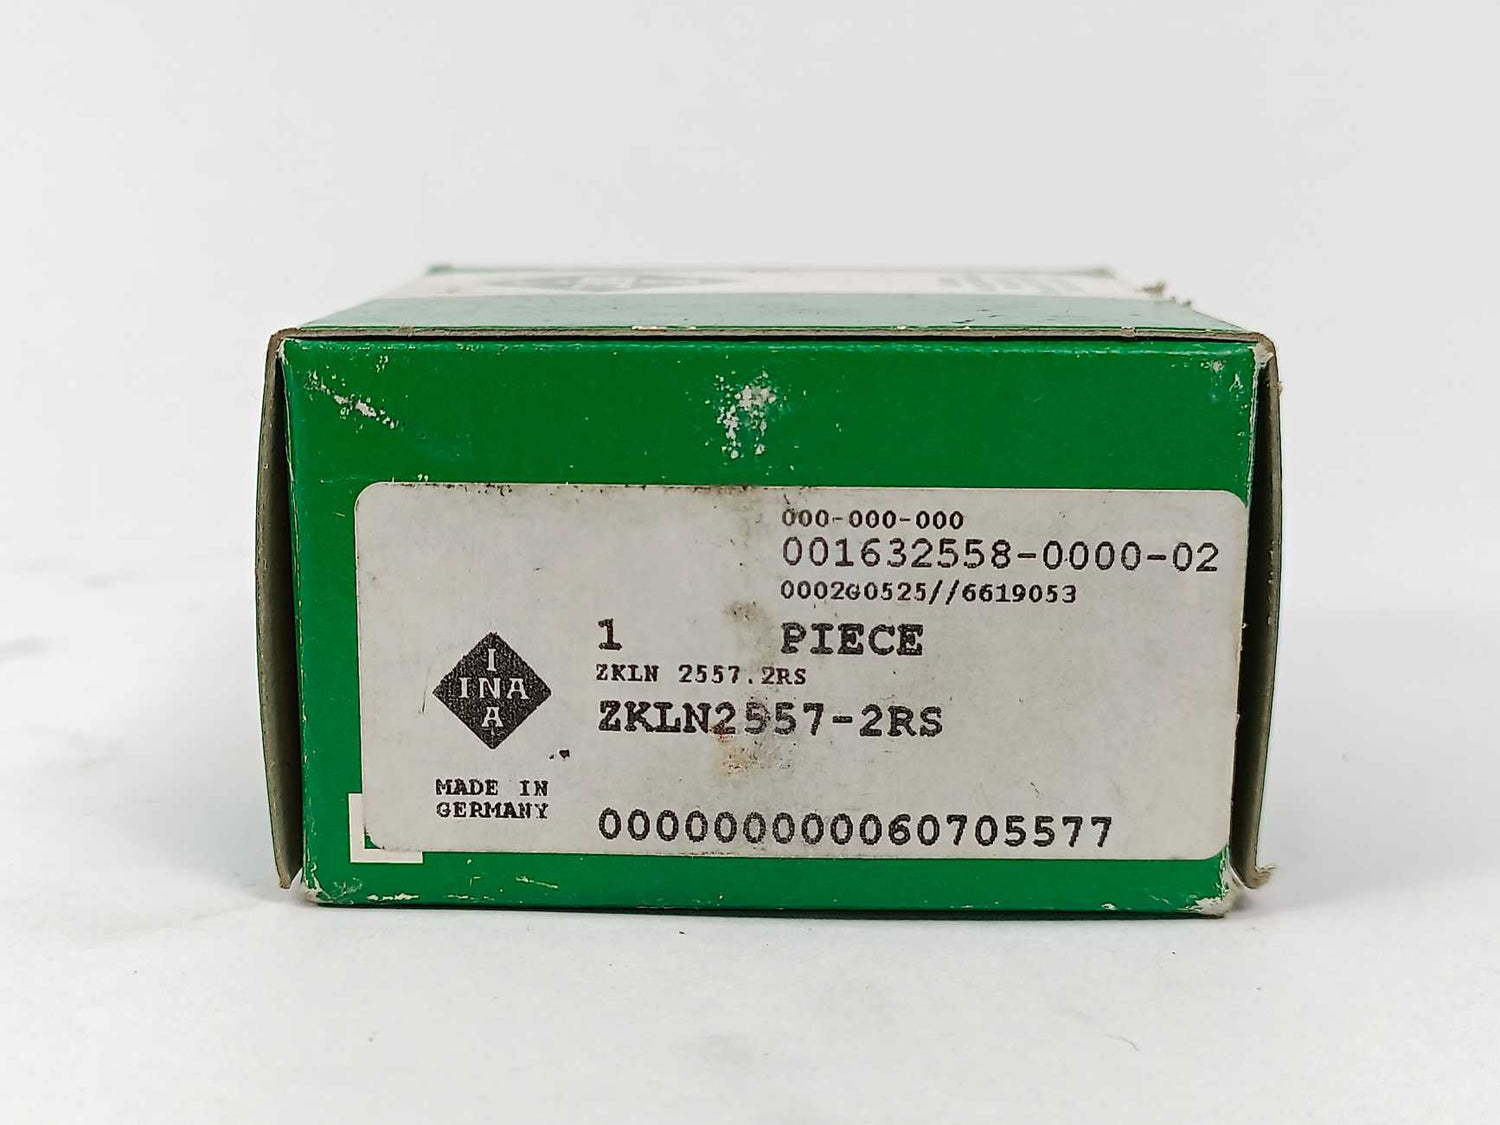 000-000-000
001632558-0000-02
0002G0525//6619053
1 PIECE
ZKLN 2557.2RS
ZKLN2557-2RS
I
INA
A
MADE IN
GERMANY
0000000000060705577